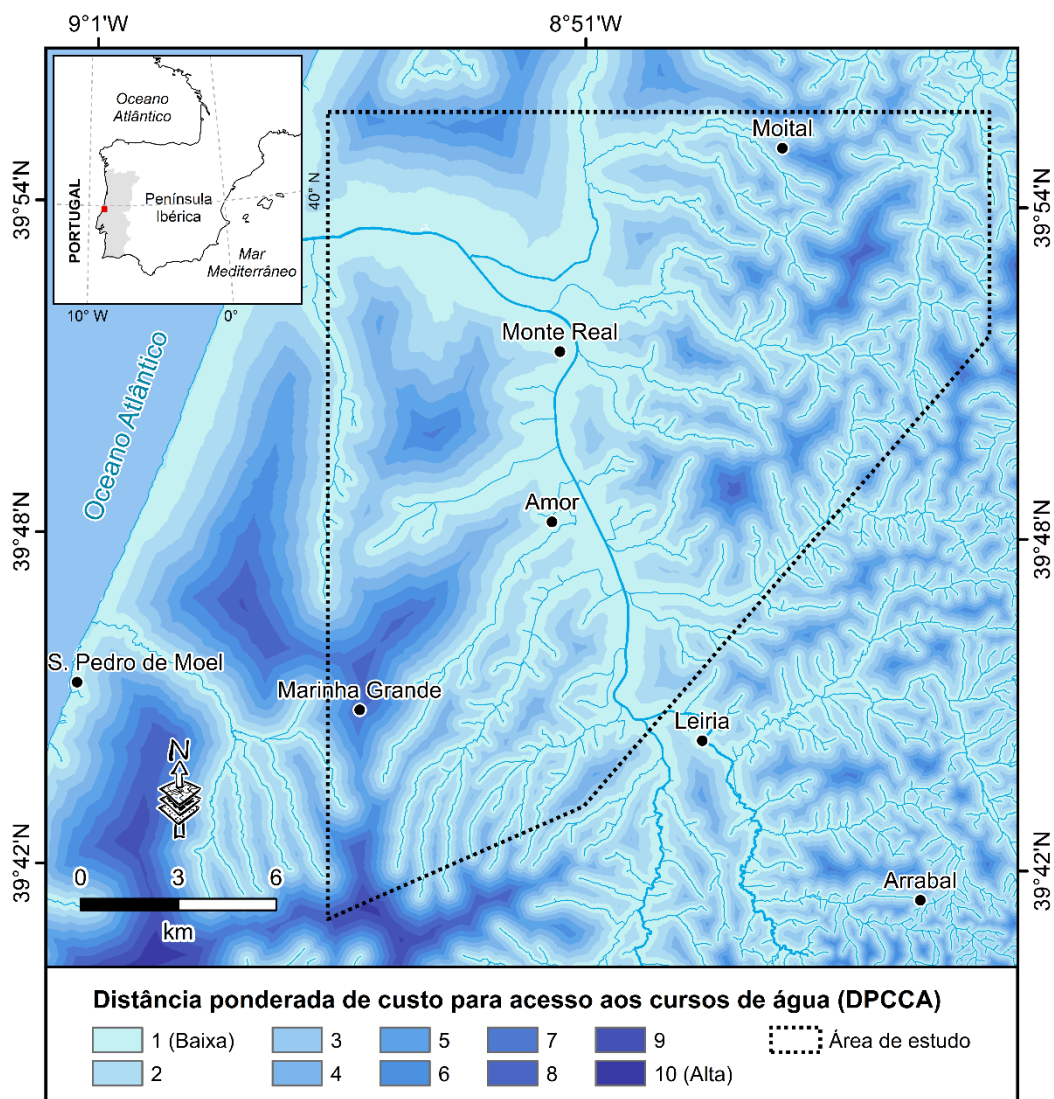 9°1'W
8°51'W
Oceano
Atlântico
PORTUGAL
Península
Ibérica
40° N
Mar
Mediterrâneo
10° W
0°
Moital
39°54'N
39°54'N
Monte Real
Oceano Atlântico
Amor
39°48'N
39°48'N
S. Pedro de Moel
Marinha Grande
Leiria
N
39°42'N
39°42'N
Arrabal
0
3
6
km
Distância ponderada de custo para acesso aos cursos de água (DPCCA)
1 (Baixa)
3
5
7
9
Área de estudo
2
4
6
8
10 (Alta)